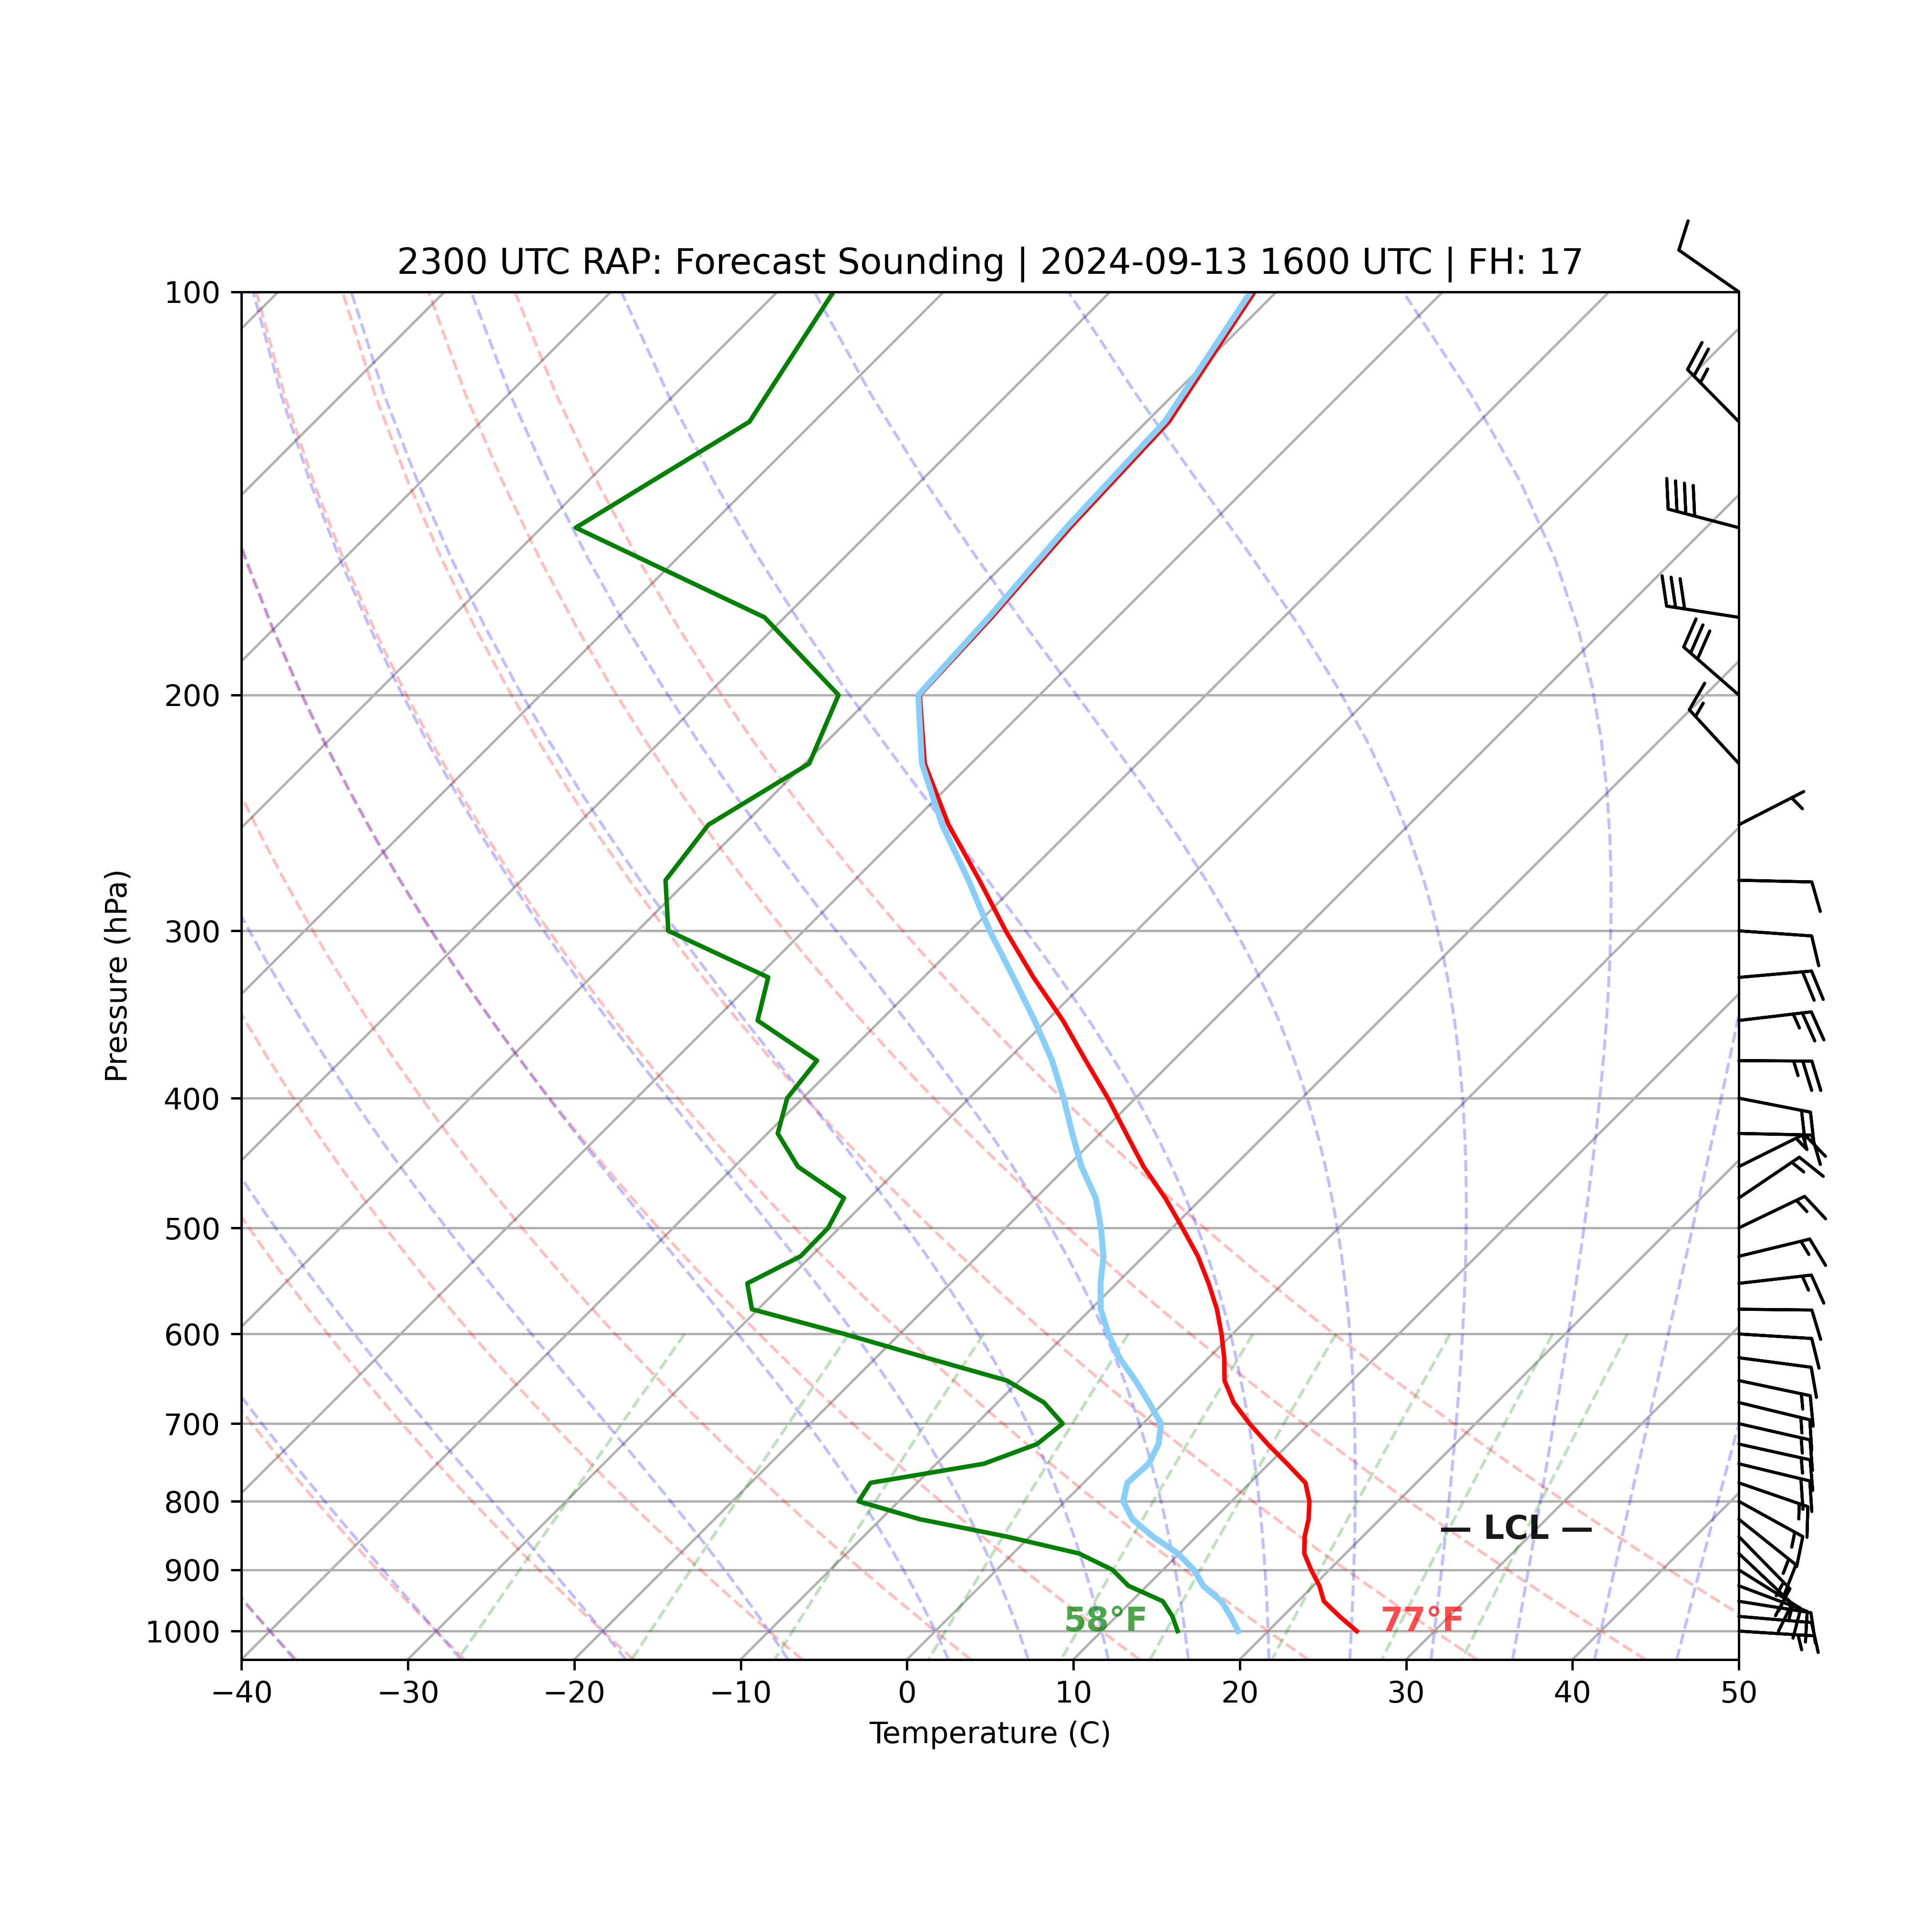 2300 UTC RAP: Forecast Sounding | 2024-09-13 1600 UTC | FH: 17
100
200
300
400
500
600
700
800
900
1000
Pressure (hPa)
— LCL —
58°F
77°F
−40 −30 −20 −10 0 10 20 30 40 50
Temperature (C)